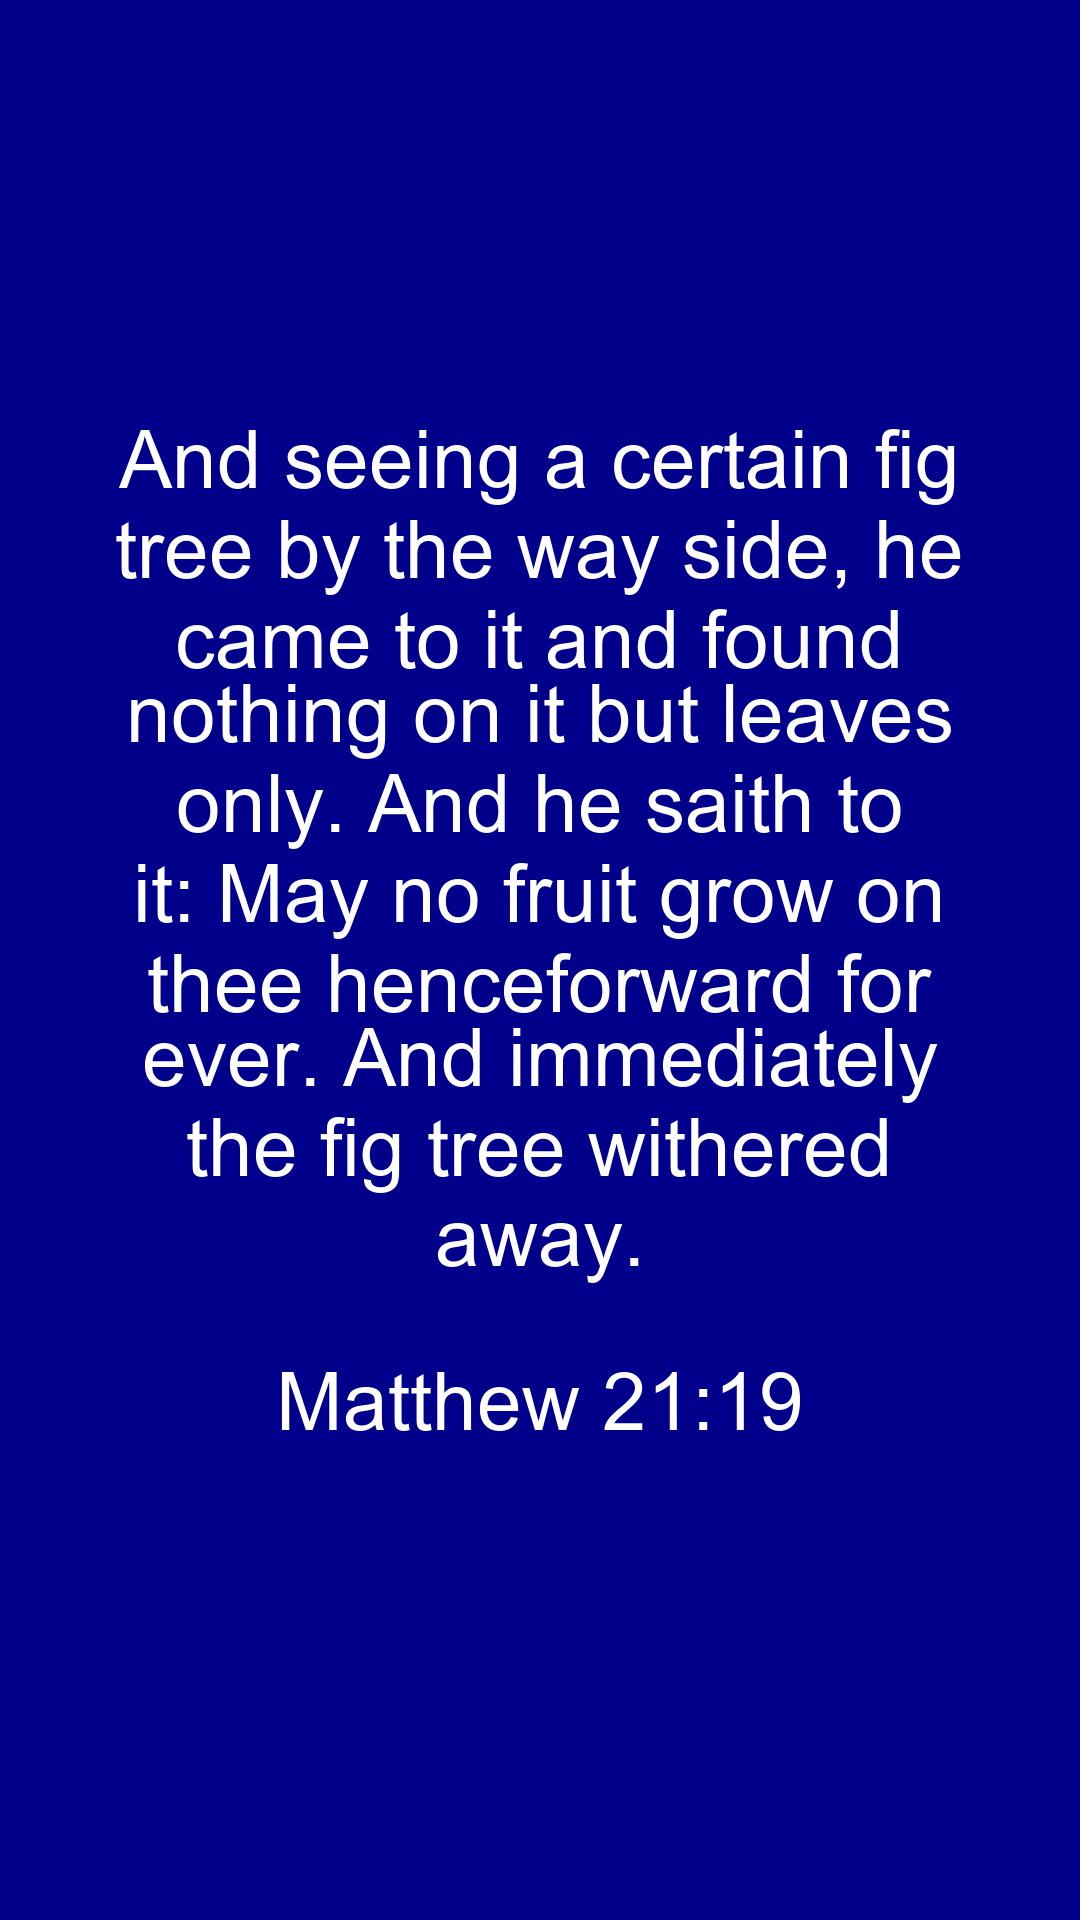 And seeing a certain fig
tree by the way side, he
came to it and found
nothing on it but leaves
only. And he saith to
it: May no fruit grow on
thee henceforward for
ever. And immediately
the fig tree withered
away.
Matthew 21:19